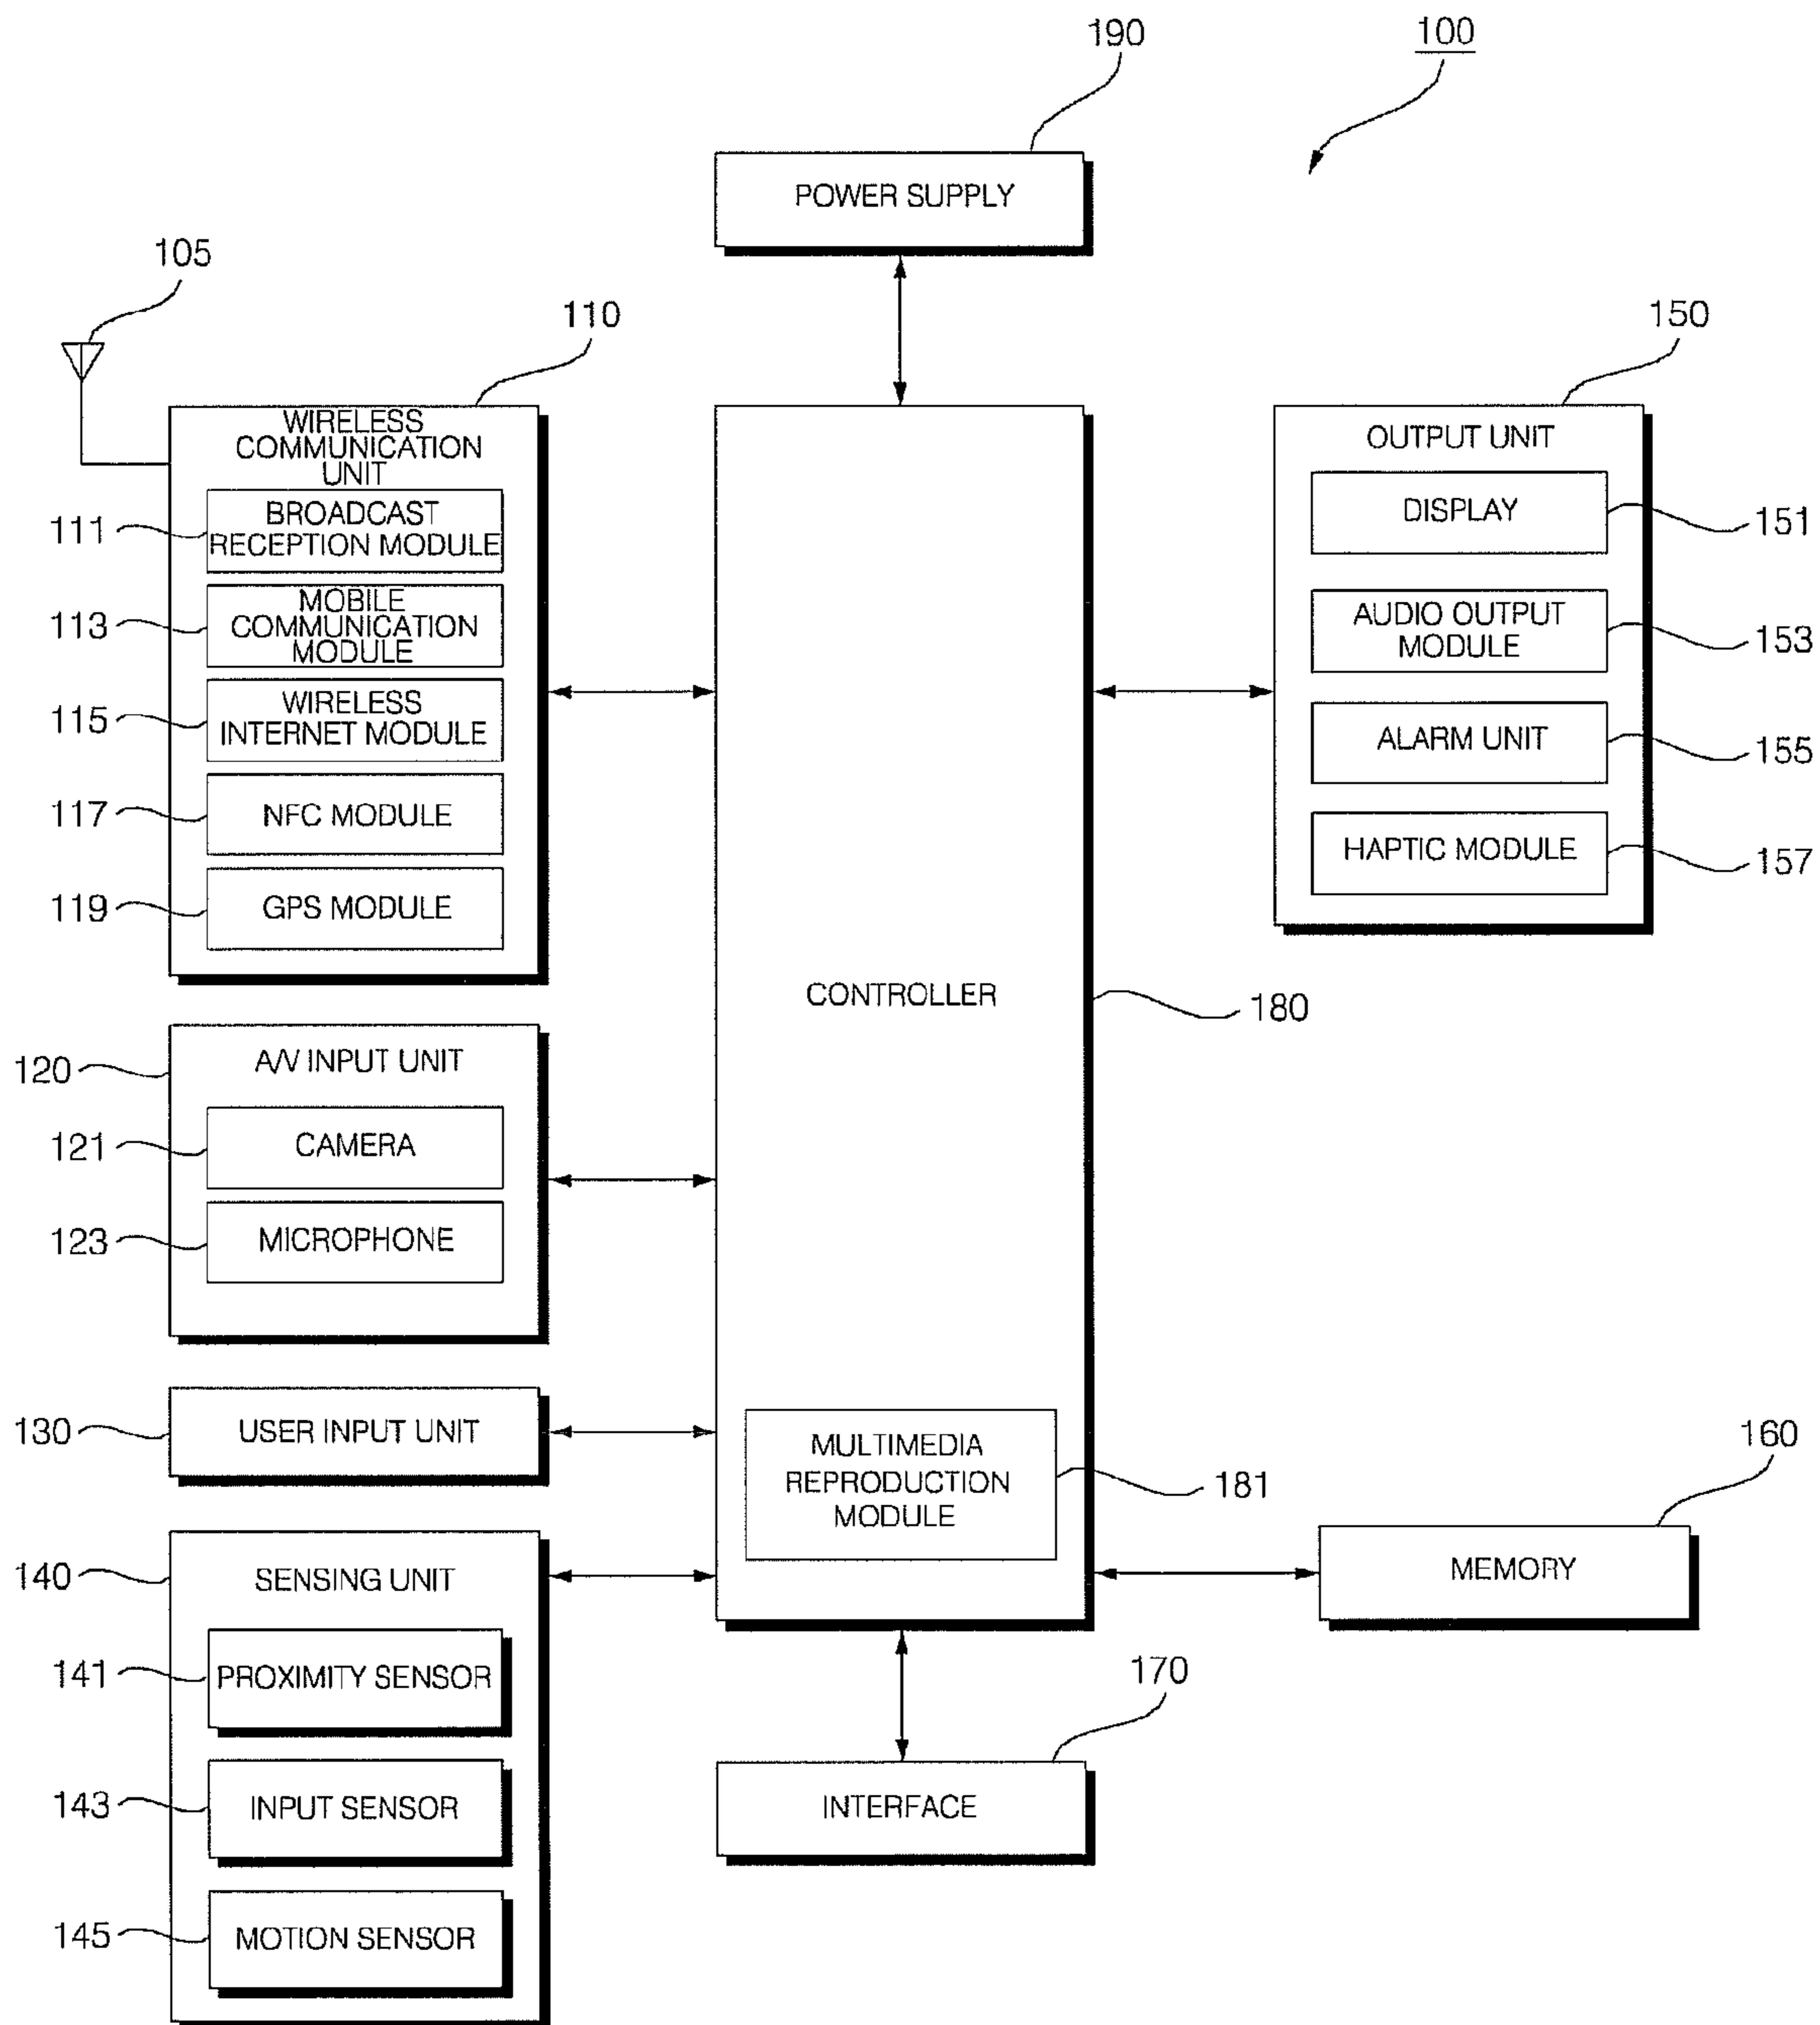 190
100
POWER SUPPLY
105
110
150
WIRELESS
COMMUNICATION
UNIT
111
BROADCAST
RECEPTION MODULE
113
MOBILE
COMMUNICATION
MODULE
115
WIRELESS
INTERNET MODULE
117
NFC MODULE
119
GPS MODULE
OUTPUT UNIT
DISPLAY
151
AUDIO OUTPUT
MODULE
153
ALARM UNIT
155
HAPTIC MODULE
157
CONTROLLER
180
120
A/V INPUT UNIT
121
CAMERA
123
MICROPHONE
130
USER INPUT UNIT
MULTIMEDIA
REPRODUCTION
MODULE
181
160
MEMORY
140
SENSING UNIT
141
PROXIMITY SENSOR
143
INPUT SENSOR
145
MOTION SENSOR
170
INTERFACE